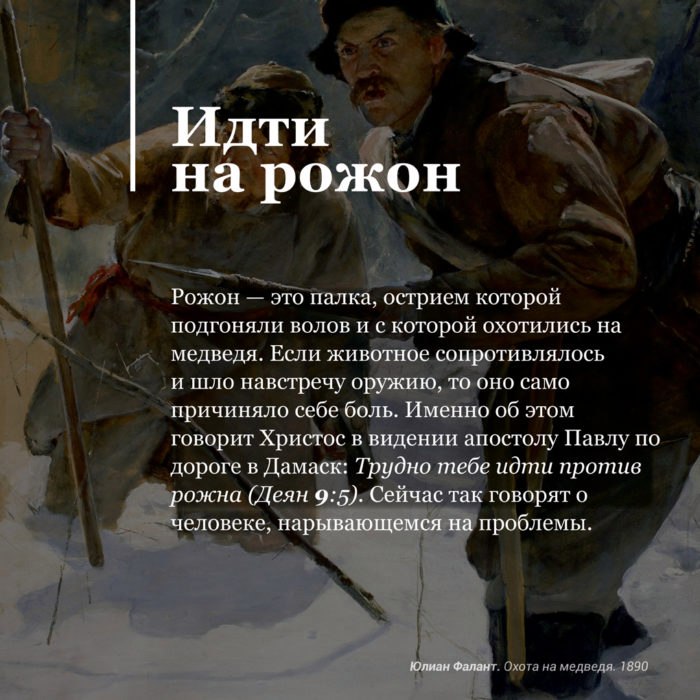 Идти
на рожон
Рожон — это палка, острием которой
подгоняли волов и с которой охотились на
медведя. Если животное сопротивлялось
и шло навстречу оружию, то оно само
причиняло себе боль. Именно об этом
говорит Христос в видении апостолу Павлу по
дороге в Дамаск: Трудно тебе идти против
рожна (Деян 9:5). Сейчас так говорят о
человеке, нарывающемся на проблемы.
Юлиан Фалант. Охота на медведя. 1890